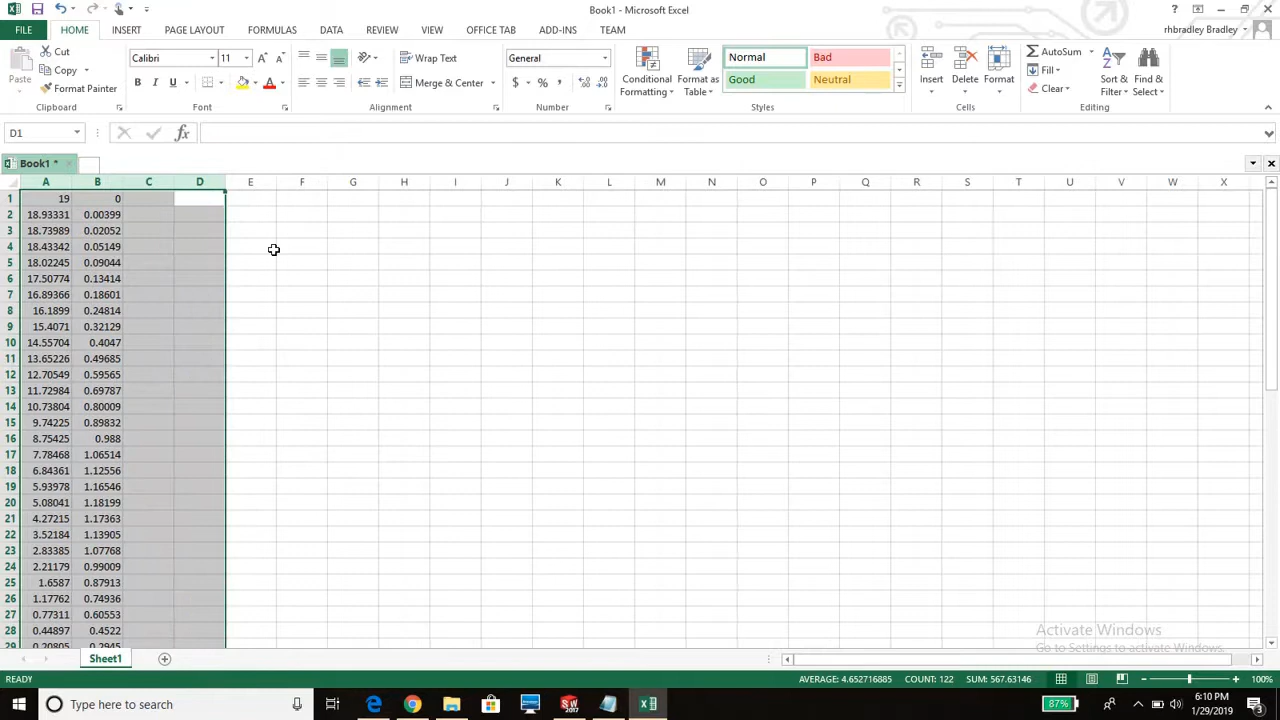 Book1 - Microsoft Excel
FILE HOME INSERT PAGE LAYOUT FORMULAS DATA REVIEW VIEW OFFICE TAB ADD-INS TEAM rhbradley Bradley
Paste Cut Copy Format Painter
Calibri 11 B I U
Wrap Text Merge & Center
General $ % ,
Conditional Formatting Format as Table
Normal Bad
Good Neutral
Insert Delete Format
AutoSum Fill Clear
Sort & Filter Find & Select
Clipboard Font Alignment Number Styles Cells Editing
D1 fx
Book1 *
A B C D E F G H I J K L M N O P Q R S T U V W X
1 19 0
2 18.93331 0.00399
3 18.73989 0.02052
4 18.43342 0.05149
5 18.02245 0.09044
6 17.50774 0.13414
7 16.89366 0.18601
8 16.1899 0.24814
9 15.4071 0.32129
10 14.55704 0.4047
11 13.65226 0.49685
12 12.70549 0.59565
13 11.72984 0.69787
14 10.73804 0.80009
15 9.74225 0.89832
16 8.75425 0.988
17 7.78468 1.06514
18 6.84361 1.12556
19 5.93978 1.16546
20 5.08041 1.18199
21 4.27215 1.17363
22 3.52184 1.13905
23 2.83385 1.07768
24 2.21179 0.99009
25 1.6587 0.87913
26 1.17762 0.74936
27 0.77311 0.60553
28 0.44897 0.4522
29 0.20805 0.2945
Activate Windows
Go to Settings to activate Windows.
Sheet1
READY AVERAGE: 4.652716885 COUNT: 122 SUM: 567.63146 100%
Type here to search 87% 6:10 PM
1/29/2019